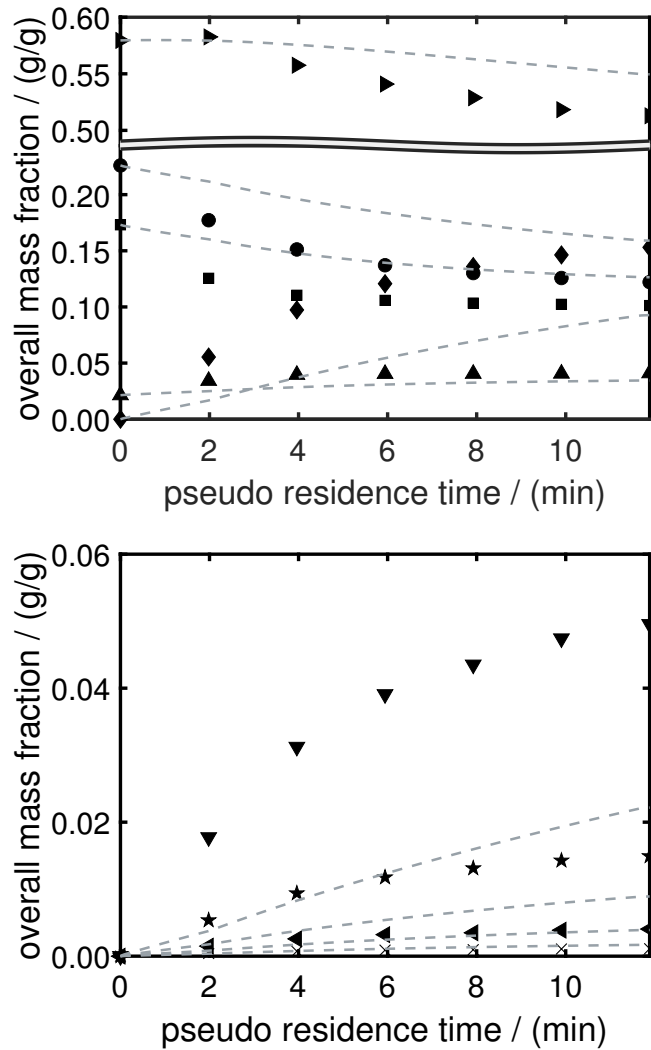 0.60
0.55
0.50
0.20
0.15
0.10
0.05
0.00
overall mass fraction / (g/g)
0 2 4 6 8 10
pseudo residence time / (min)
0.06
0.04
0.02
0.00
overall mass fraction / (g/g)
0 2 4 6 8 10
pseudo residence time / (min)